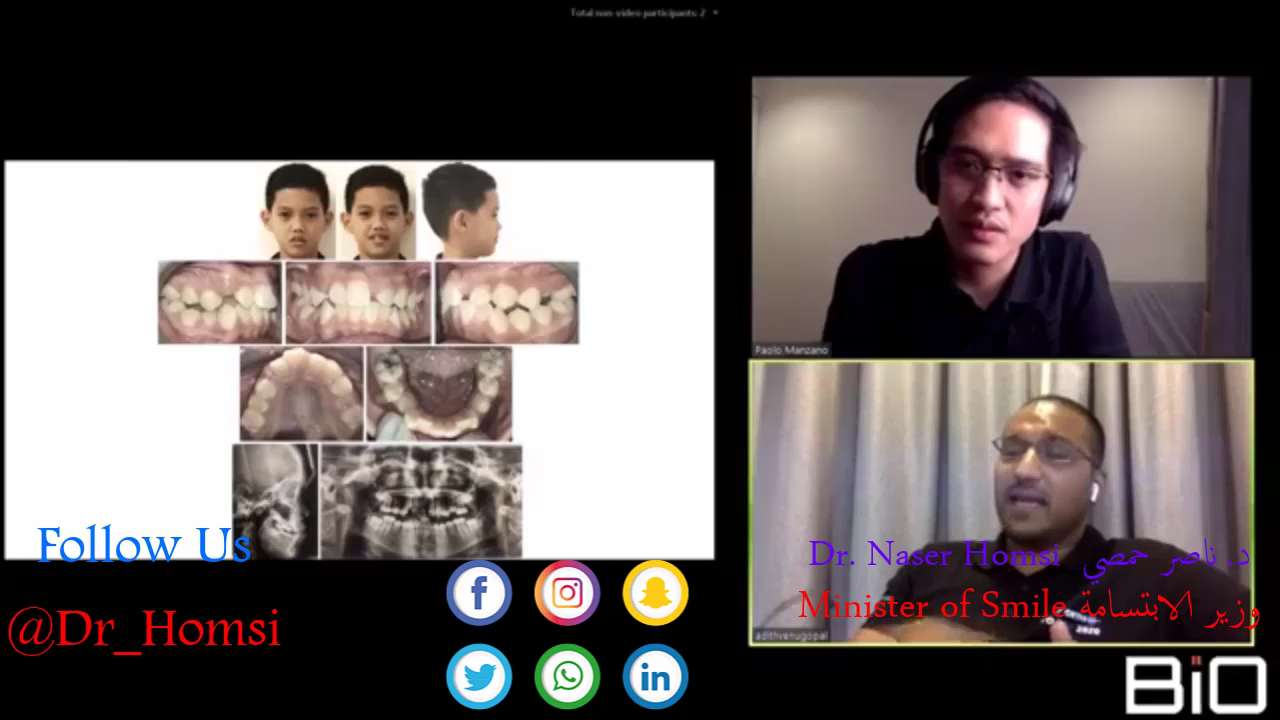 Total non-video participants: 2
Paolo Manzano
Dr. Naser Homsi د. ناصر حمصي
Minister of Smile وزير الابتسامة
2020
adithvenugopal
Follow Us
@Dr_Homsi
BiO